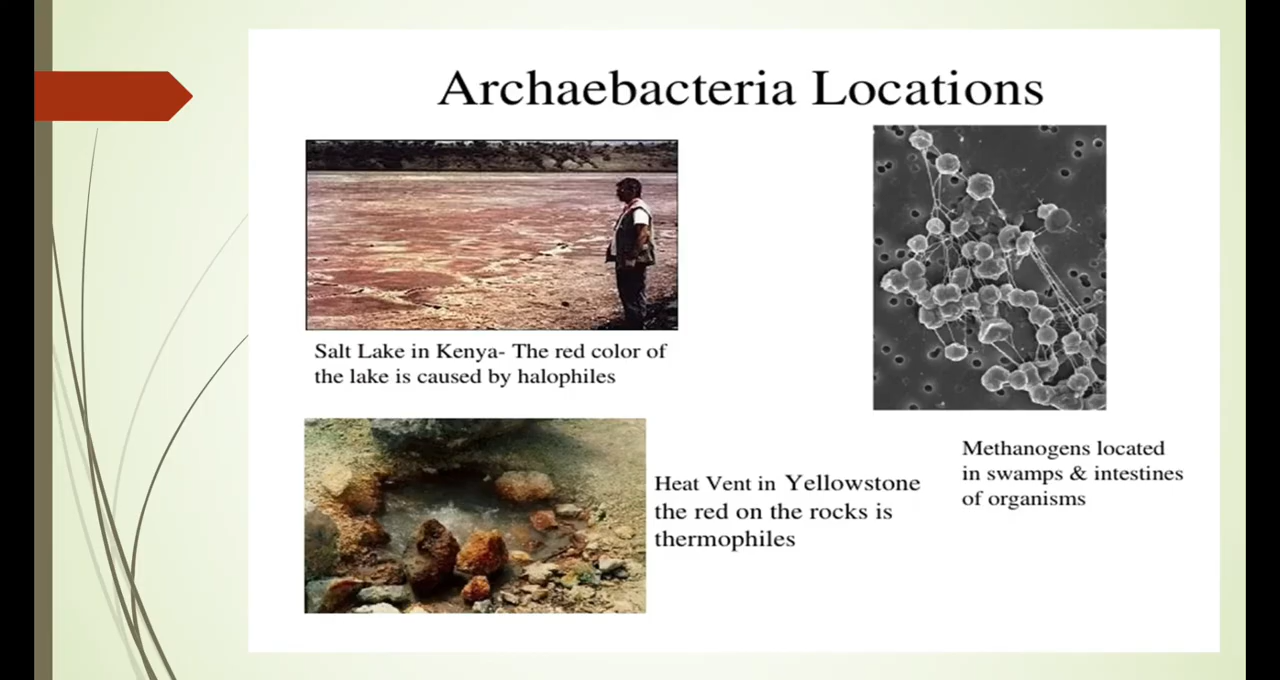 Archaebacteria Locations
Salt Lake in Kenya- The red color of
the lake is caused by halophiles
Heat Vent in Yellowstone
the red on the rocks is
thermophiles
Methanogens located
in swamps & intestines
of organisms